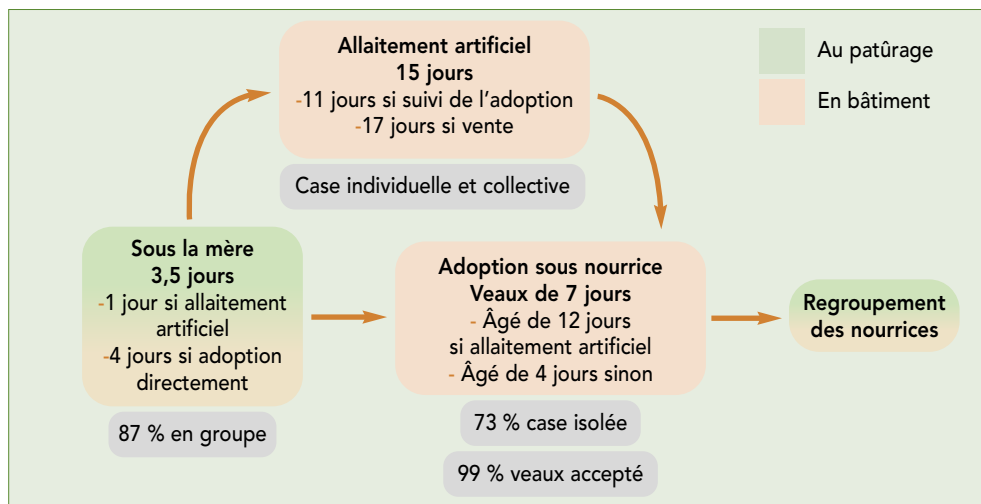 Allaitement artificiel
15 jours
-11 jours si suivi de l'adoption
-17 jours si vente
Case individuelle et collective
Au patûrage
En bâtiment
Sous la mère
3,5 jours
-1 jour si allaitement
artificiel
-4 jours si adoption
directement
87 % en groupe
Adoption sous nourrice
Veaux de 7 jours
- Âgé de 12 jours
si allaitement artificiel
- Âgé de 4 jours sinon
73 % case isolée
99 % veaux accepté
Regroupement
des nourrices